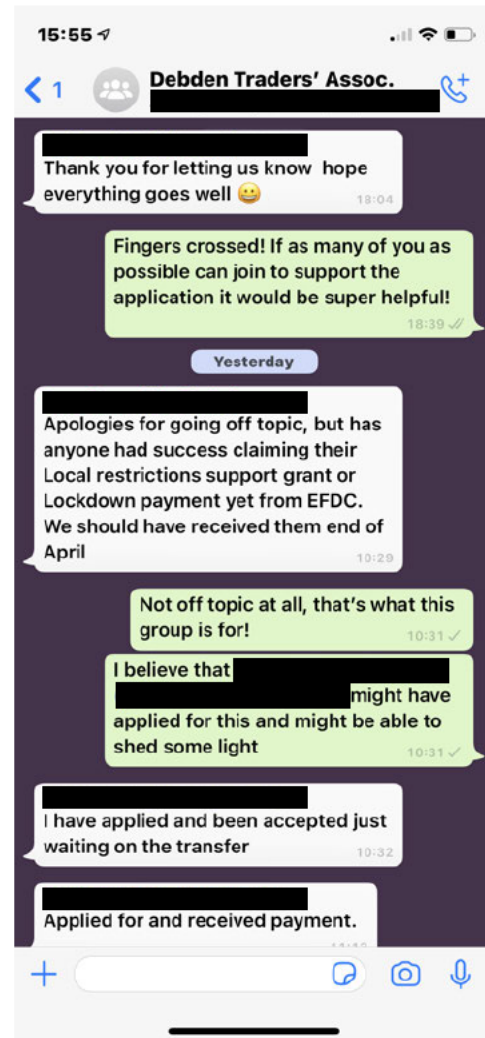 15:55
1
Debden Traders' Assoc.
Thank you for letting us know hope
everything goes well 😀
18:04
Fingers crossed! If as many of you as
possible can join to support the
application it would be super helpful!
18:39
Yesterday
Apologies for going off topic, but has
anyone had success claiming their
Local restrictions support grant or
Lockdown payment yet from EFDC.
We should have received them end of
April
10:29
Not off topic at all, that's what this
group is for!
10:31
I believe that
might have
applied for this and might be able to
shed some light
10:31
I have applied and been accepted just
waiting on the transfer
10:32
Applied for and received payment.